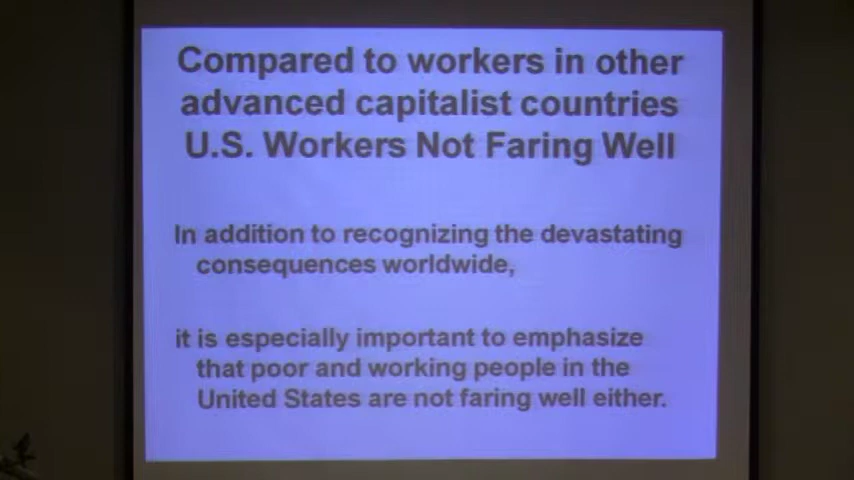 Compared to workers in other
advanced capitalist countries
U.S. Workers Not Faring Well
In addition to recognizing the devastating
consequences worldwide,
it is especially important to emphasize
that poor and working people in the
United States are not faring well either.